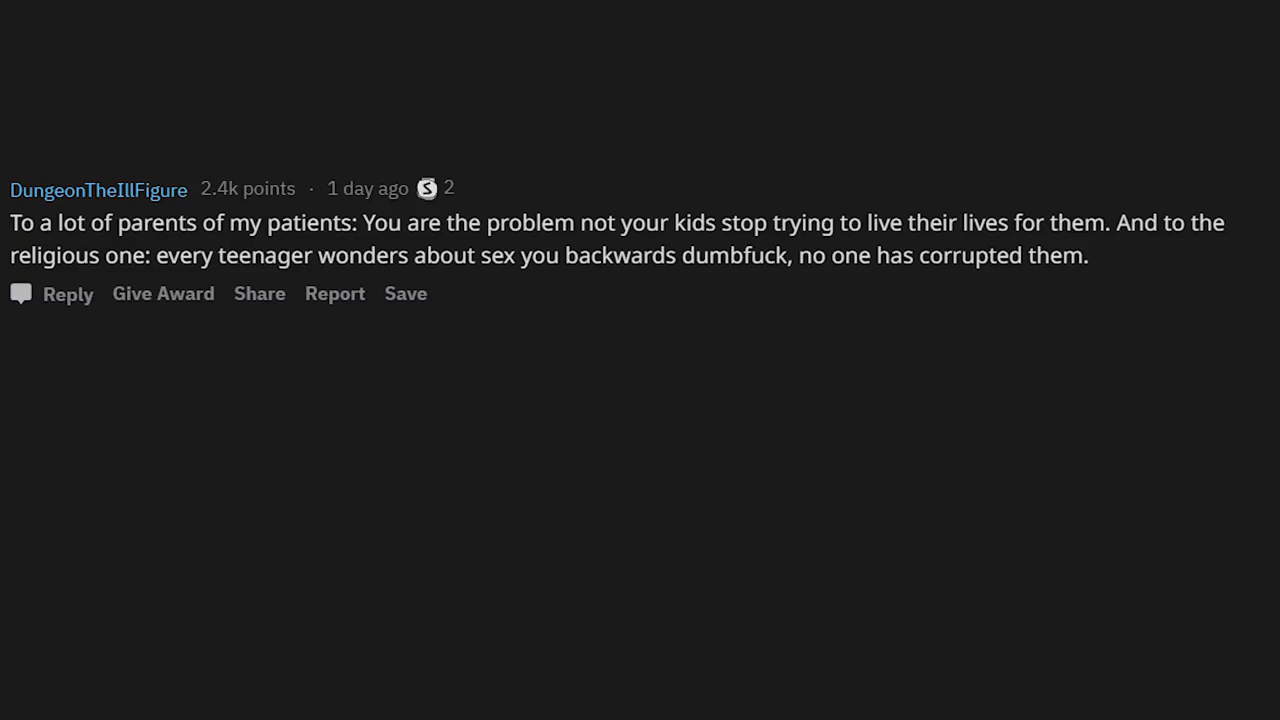 DungeonTheIllFigure 2.4k points · 1 day ago S 2
To a lot of parents of my patients: You are the problem not your kids stop trying to live their lives for them. And to the
religious one: every teenager wonders about sex you backwards dumbfuck, no one has corrupted them.
Reply Give Award Share Report Save